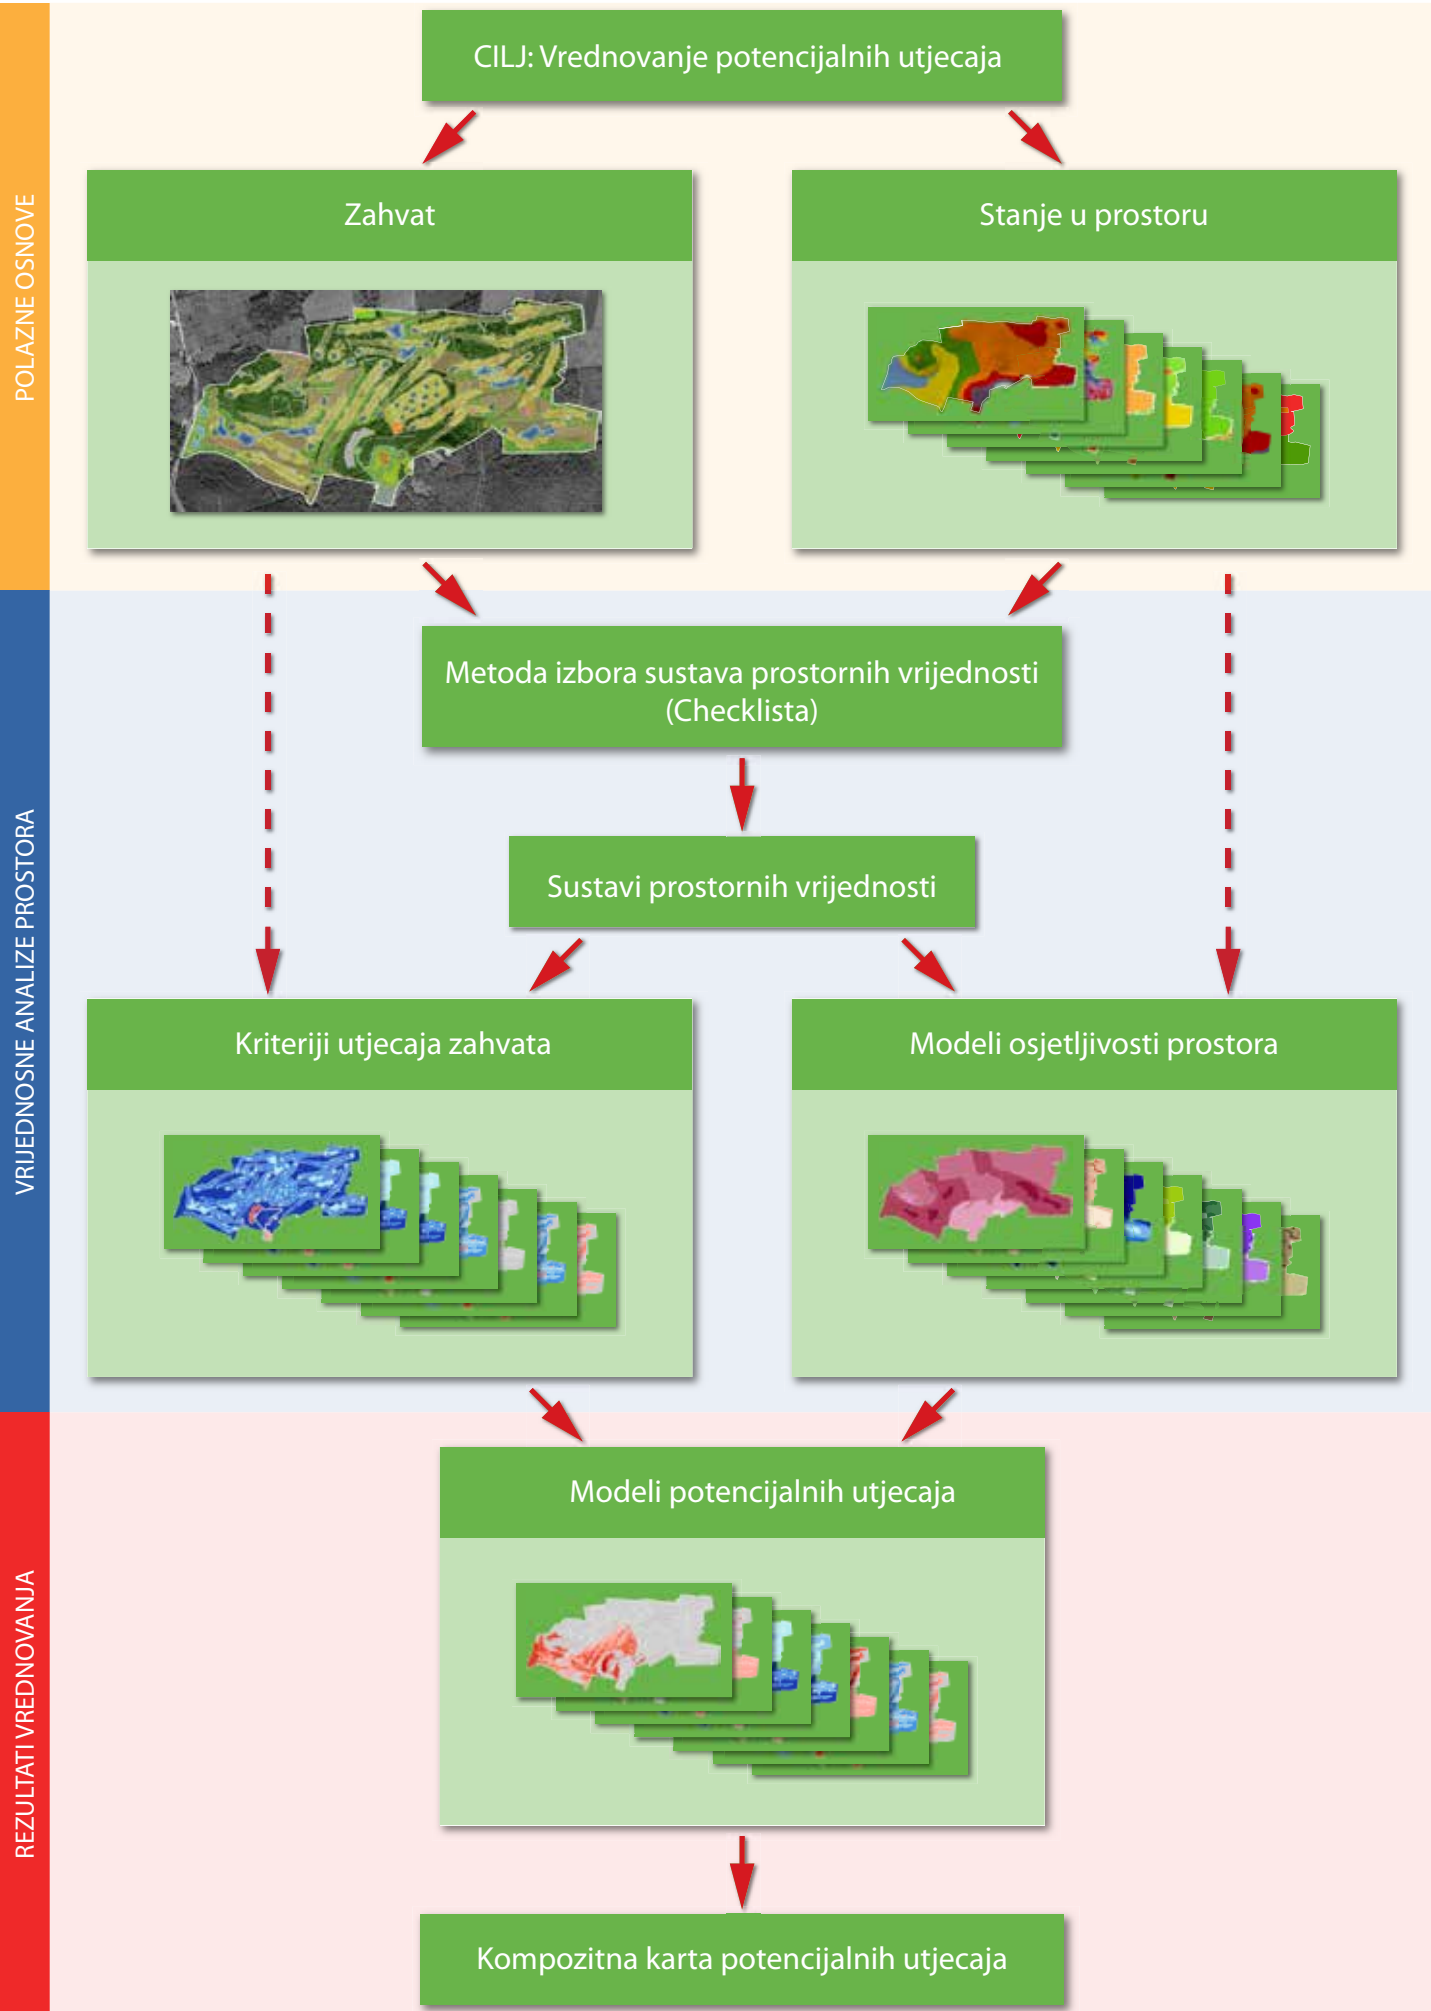 CILJ: Vrednovanje potencijalnih utjecaja
POLAZNE OSNOVE
Zahvat
Stanje u prostoru
VRIJEDNOSNE ANALIZE PROSTORA
Metoda izbora sustava prostornih vrijednosti
(Checklista)
Sustavi prostornih vrijednosti
Kriteriji utjecaja zahvata
Modeli osjetljivosti prostora
REZULTATI VREDNOVANJA
Modeli potencijalnih utjecaja
Kompozitna karta potencijalnih utjecaja